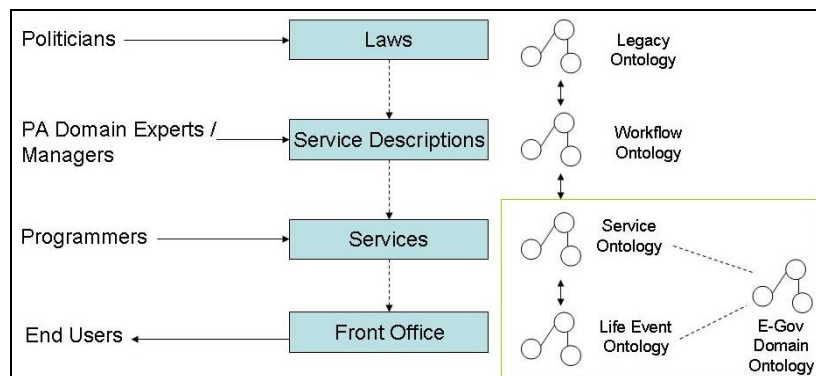 Politicians
Laws
Legacy
Ontology
PA Domain Experts /
Managers
Service Descriptions
Workflow
Ontology
Programmers
Services
Service
Ontology
End Users
Front Office
Life Event
Ontology
E-Gov
Domain
Ontology